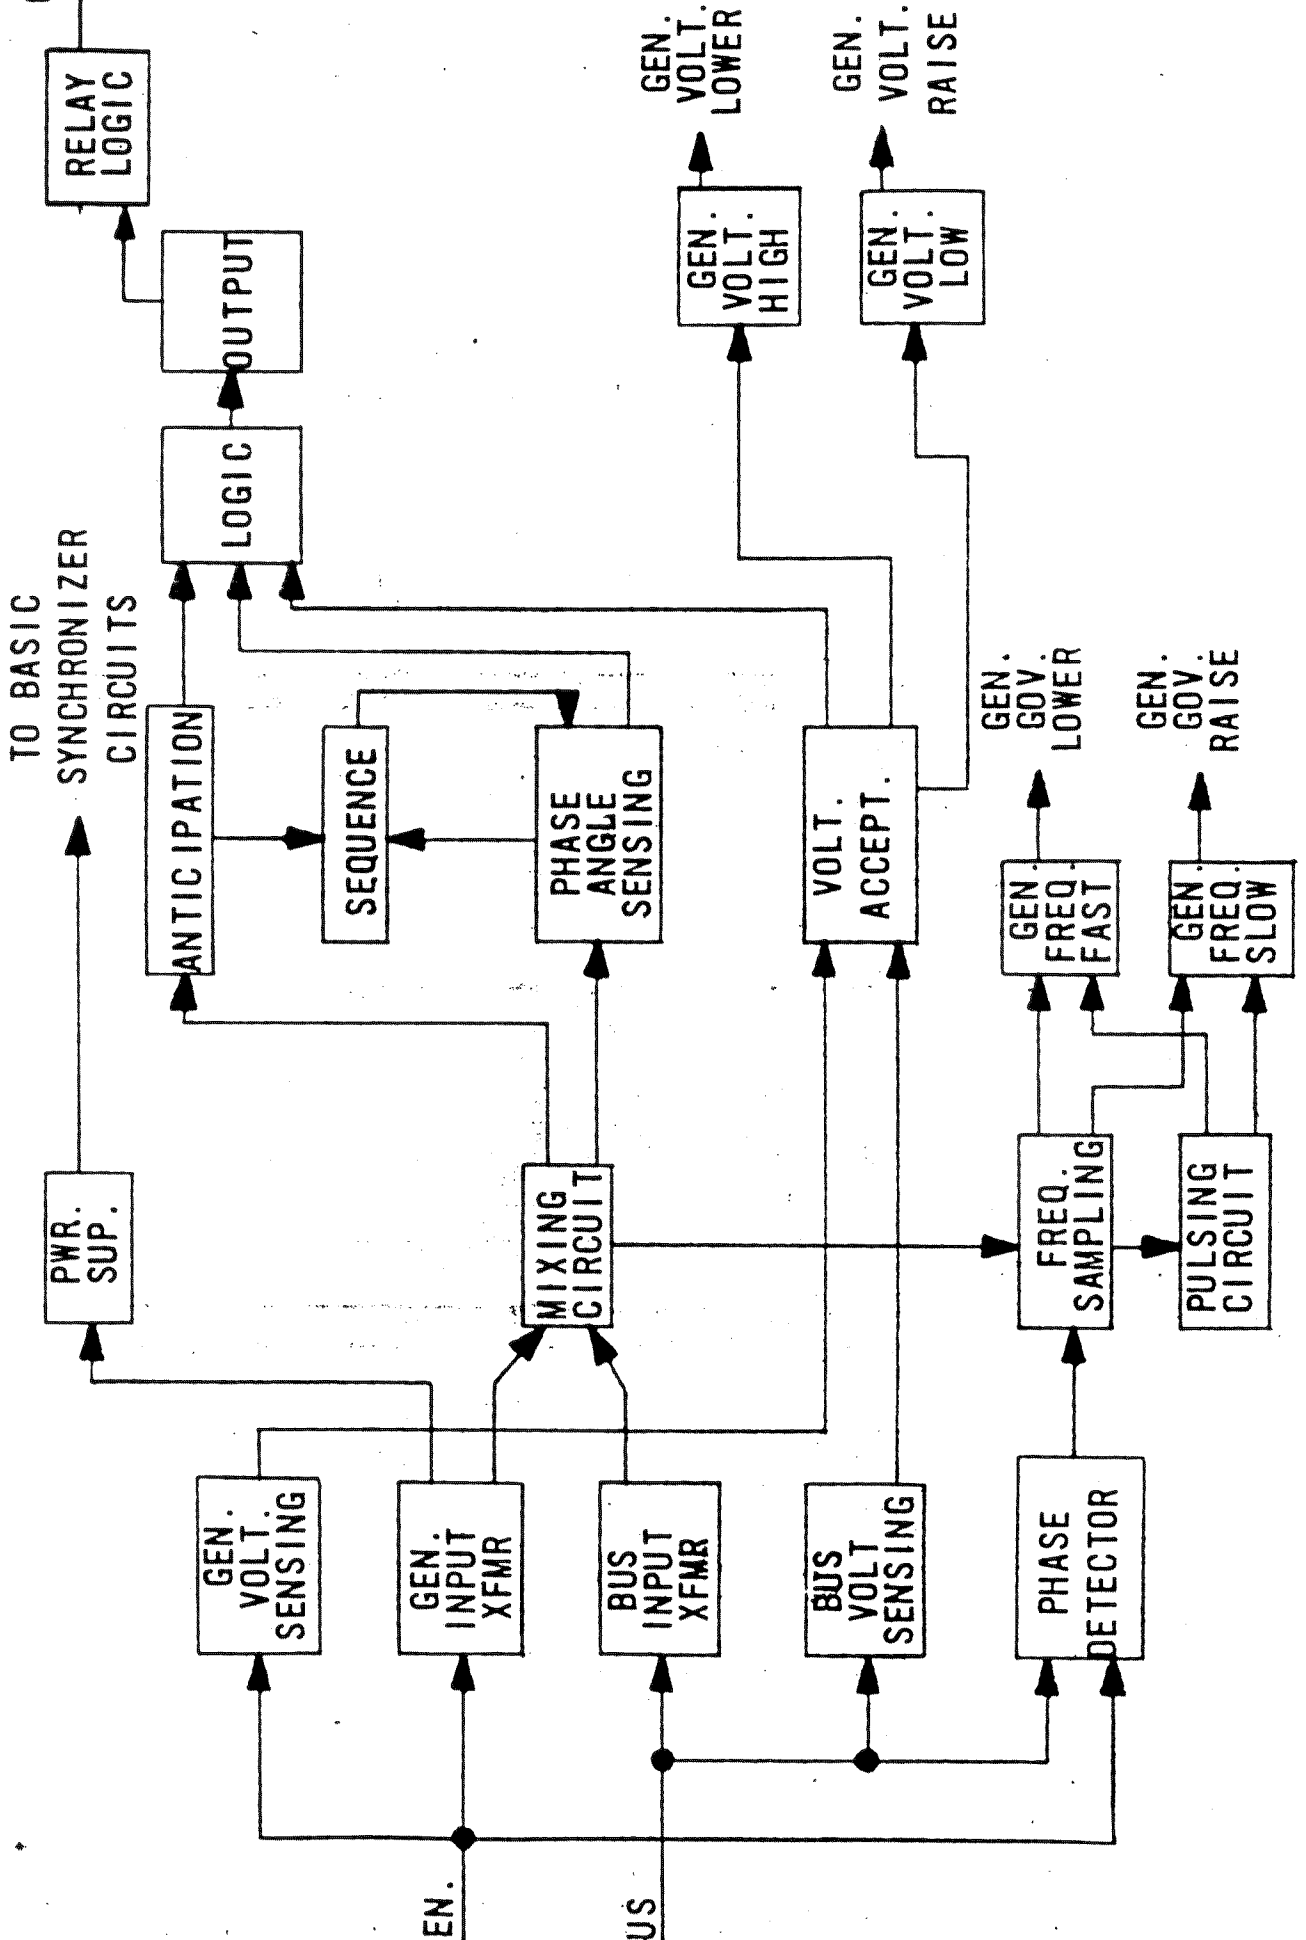 EN.
US
GEN.
VOLT.
SENSING
GEN.
INPUT
XFMR
BUS
INPUT
XFMR
BUS
VOLT
SENSING
PHASE
DETECTOR
PWR.
SUP.
MIXING
CIRCUIT
FREQ.
SAMPLING
PULSING
CIRCUIT
TO BASIC
SYNCHRONIZER
CIRCUITS
ANTICIPATION
SEQUENCE
PHASE
ANGLE
SENSING
VOLT.
ACCEPT.
GEN.
FREQ.
FAST
GEN.
FREQ.
SLOW
GEN.
GOV.
LOWER
GEN.
GOV.
RAISE
LOGIC
OUTPUT
RELAY
LOGIC
GEN.
VOLT.
HIGH
GEN.
VOLT.
LOW
GEN.
VOLT.
LOWER
GEN.
VOLT.
RAISE